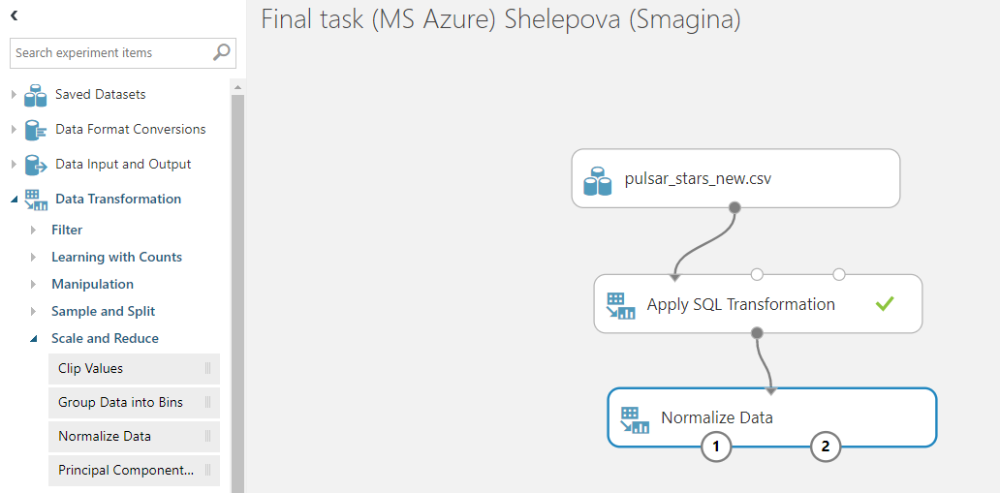 Final task (MS Azure) Shelepova (Smagina)
Search experiment items
Saved Datasets
Data Format Conversions
Data Input and Output
Data Transformation
Filter
Learning with Counts
Manipulation
Sample and Split
Scale and Reduce
Clip Values
Group Data into Bins
Normalize Data
Principal Component...
pulsar_stars_new.csv
Apply SQL Transformation
Normalize Data
1
2